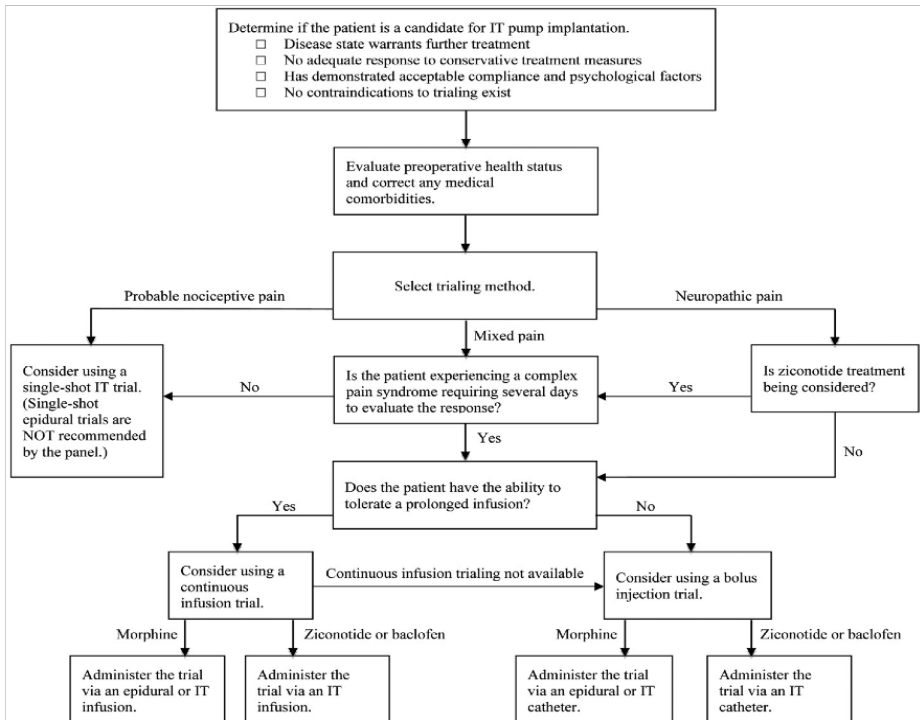 Determine if the patient is a candidate for IT pump implantation.
☐ Disease state warrants further treatment
☐ No adequate response to conservative treatment measures
☐ Has demonstrated acceptable compliance and psychological factors
☐ No contraindications to trialing exist
Evaluate preoperative health status
and correct any medical
comorbidities.
Select trialing method.
Probable nociceptive pain
Neuropathic pain
Mixed pain
Consider using a
single-shot IT trial.
(Single-shot
epidural trials are
NOT recommended
by the panel.)
No
Is the patient experiencing a complex
pain syndrome requiring several days
to evaluate the response?
Yes
Is ziconotide treatment
being considered?
Yes
No
Does the patient have the ability to
tolerate a prolonged infusion?
Yes
No
Consider using a
continuous
infusion trial.
Continuous infusion trialing not available
Consider using a bolus
injection trial.
Morphine
Ziconotide or baclofen
Morphine
Ziconotide or baclofen
Administer the trial
via an epidural or IT
infusion.
Administer the
trial via an IT
infusion.
Administer the trial
via an epidural or IT
catheter.
Administer the
trial via an IT
catheter.